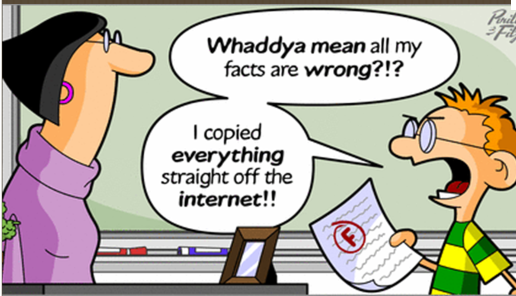 Whaddya mean all my
facts are wrong?!?
I copied
everything
straight off the
internet!!
F